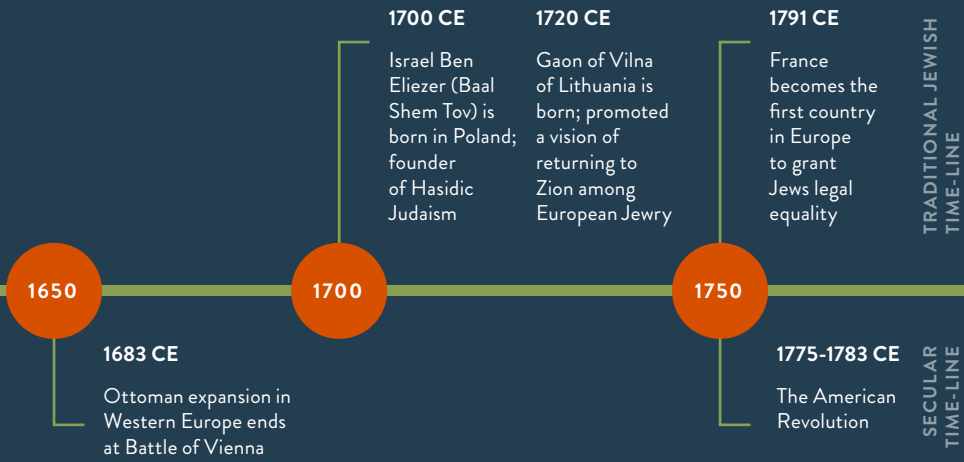 1700 CE
Israel Ben
Eliezer (Baal
Shem Tov) is
born in Poland;
founder
of Hasidic
Judaism
1720 CE
Gaon of Vilna
of Lithuania is
born; promoted
a vision of
returning to
Zion among
European Jewry
1791 CE
France
becomes the
first country
in Europe
to grant
Jews legal
equality
TRADITIONAL JEWISH
TIME-LINE
1650
1700
1750
1683 CE
Ottoman expansion in
Western Europe ends
at Battle of Vienna
1775-1783 CE
The American
Revolution
SECULAR
TIME-LINE